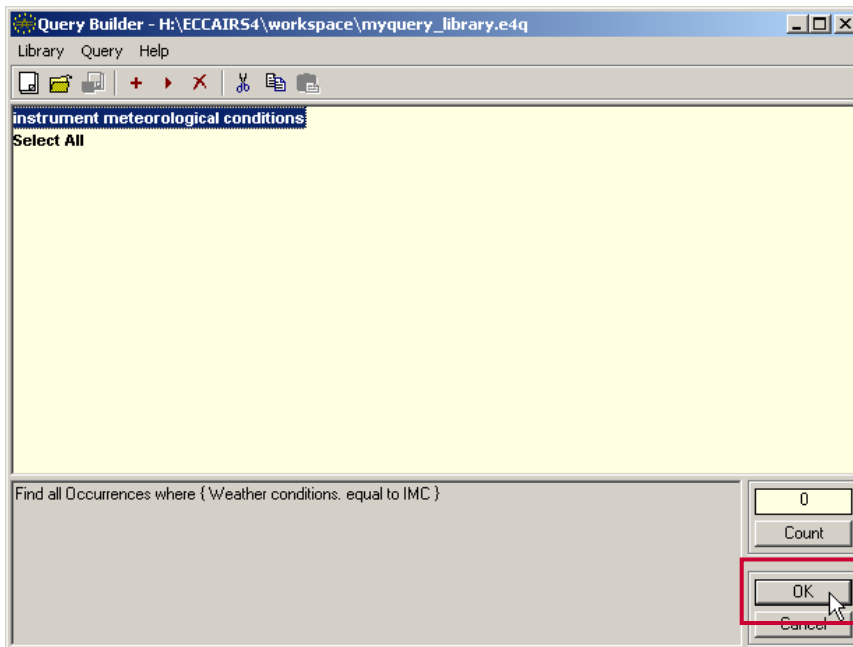 Query Builder - H:\ECCAIRS4\workspace\myquery_library.e4q
Library Query Help
instrument meteorological conditions
Select All
Find all Occurrences where { Weather conditions. equal to IMC }
0
Count
OK
Cancel